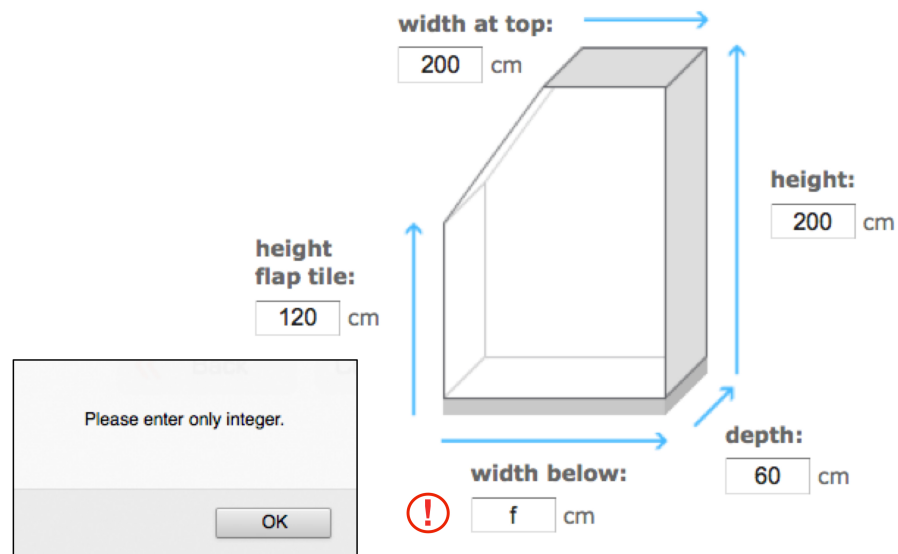 width at top:
200 cm
height:
200 cm
height
flap tile:
120 cm
Please enter only integer.
OK
depth:
60 cm
width below:
! f cm